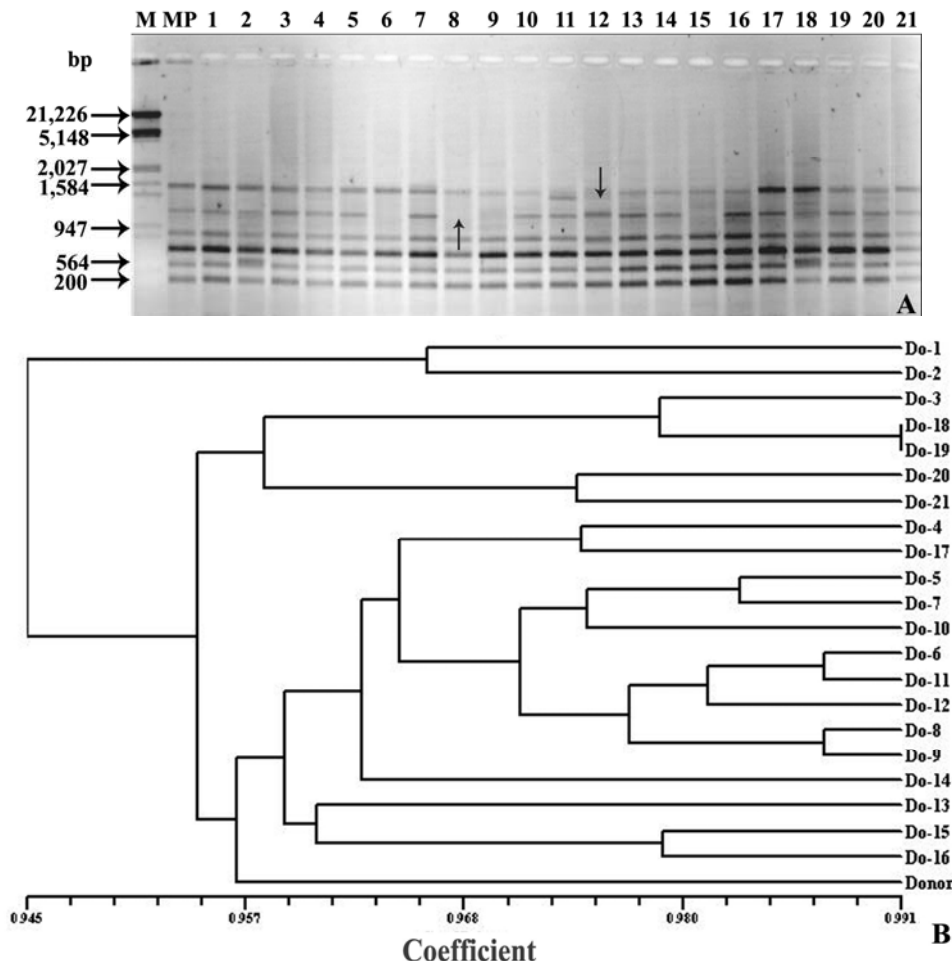 M MP 1 2 3 4 5 6 7 8 9 10 11 12 13 14 15 16 17 18 19 20 21
bp
21,226
5,148
2,027
1,584
947
564
200
A
Do-1
Do-2
Do-3
Do-18
Do-19
Do-20
Do-21
Do-4
Do-17
Do-5
Do-7
Do-10
Do-6
Do-11
Do-12
Do-8
Do-9
Do-14
Do-13
Do-15
Do-16
Donor
0.945 0.957 0.968 0.980 0.991
B
Coefficient